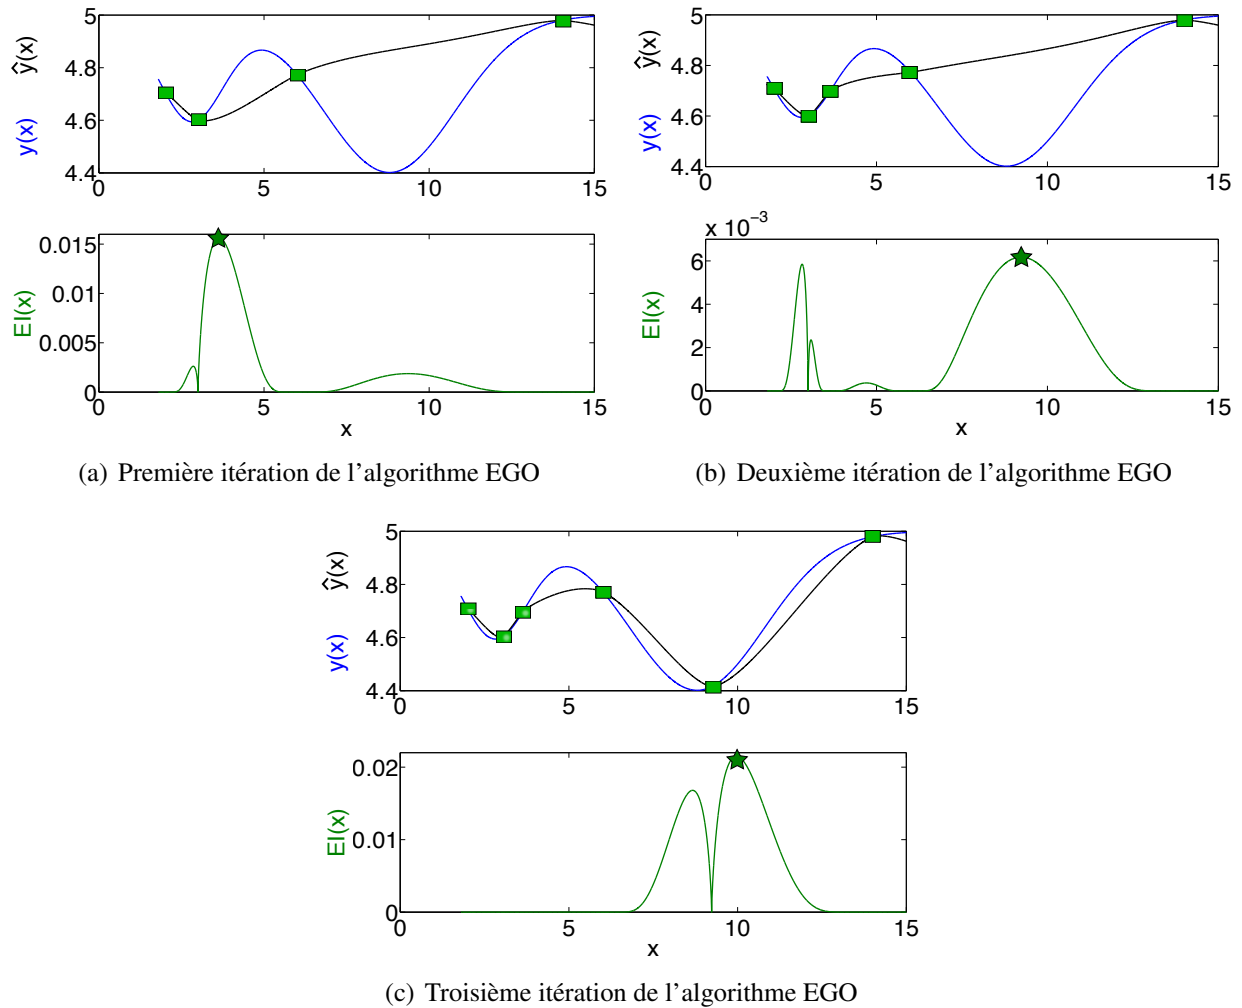 5
4.8
4.6
4.4
ŷ(x)
y(x)
0 5 10 15
0.015
0.01
0.005
0
EI(x)
0 5 10 15
x
(a) Première itération de l'algorithme EGO
5
4.8
4.6
4.4
ŷ(x)
y(x)
0 5 10 15
x 10⁻³
6
4
2
0
EI(x)
0 5 10 15
x
(b) Deuxième itération de l'algorithme EGO
5
4.8
4.6
4.4
ŷ(x)
y(x)
0 5 10 15
0.02
0.01
0
EI(x)
0 5 10 15
x
(c) Troisième itération de l'algorithme EGO